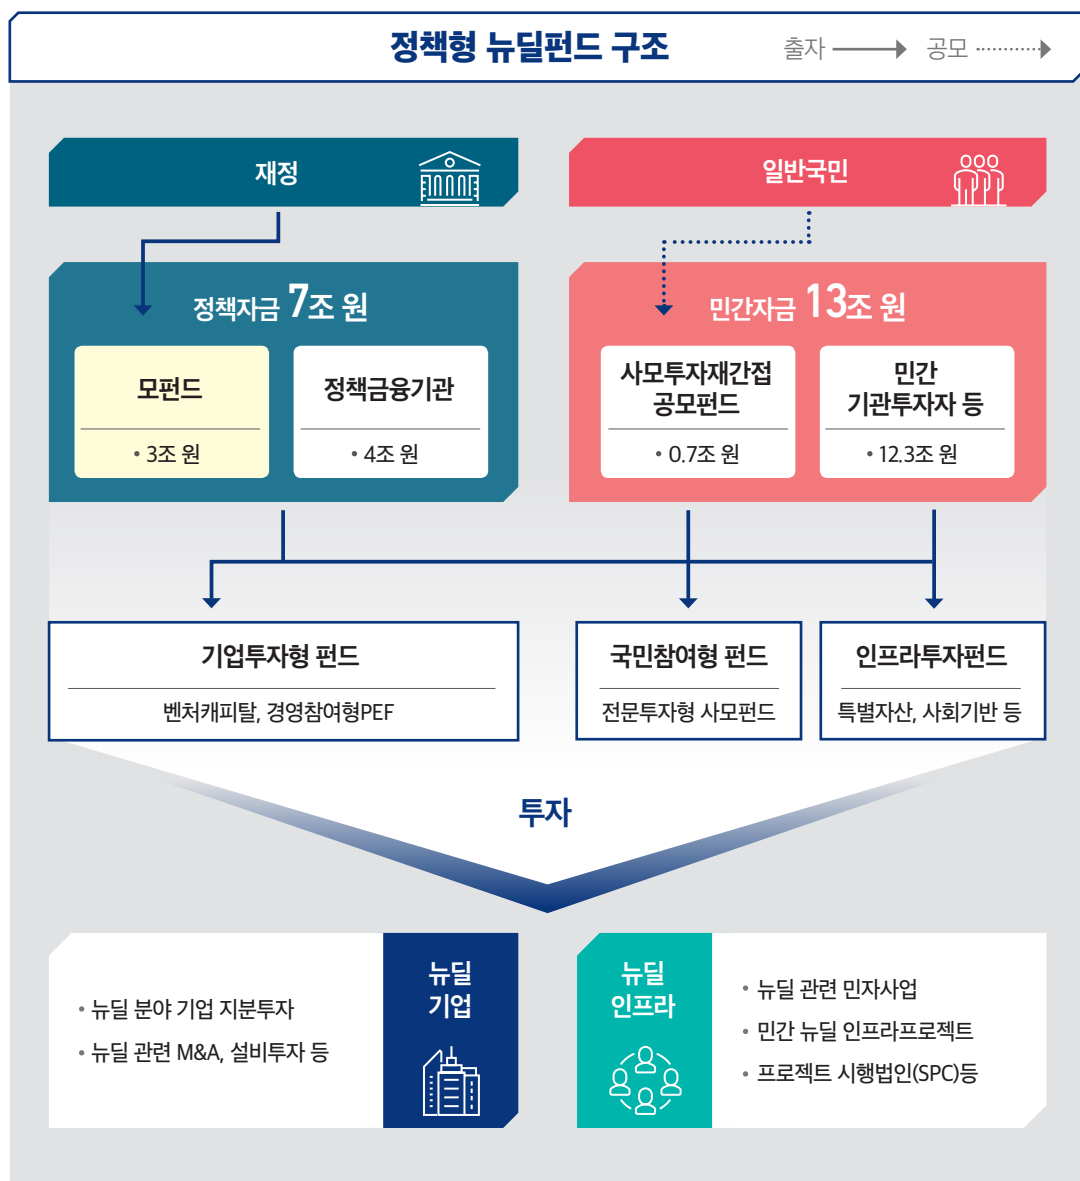 정책형 뉴딜펀드 구조
출자
공모
재정
일반국민
정책자금 7조 원
모펀드
• 3조 원
정책금융기관
• 4조 원
민간자금 13조 원
사모투자재간접
공모펀드
• 0.7조 원
민간
기관투자자 등
• 12.3조 원
기업투자형 펀드
벤처캐피탈, 경영참여형PEF
국민참여형 펀드
전문투자형 사모펀드
인프라투자펀드
특별자산, 사회기반 등
투자
• 뉴딜 분야 기업 지분투자
• 뉴딜 관련 M&A, 설비투자 등
뉴딜
기업
뉴딜
인프라
• 뉴딜 관련 민자사업
• 민간 뉴딜 인프라프로젝트
• 프로젝트 시행법인(SPC)등